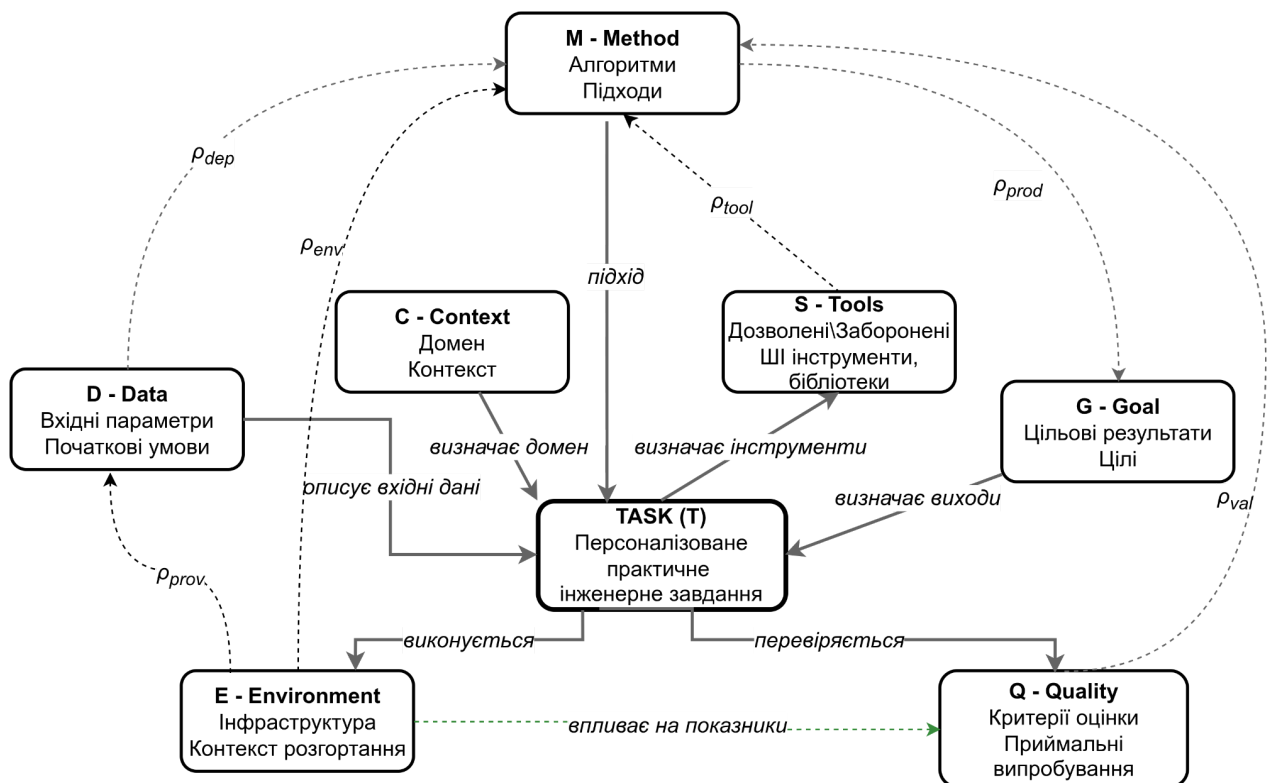 M - Method
Алгоритми
Підходи
ρdep
ρtool
ρprod
ρenv
підхід
C - Context
Домен
Контекст
S - Tools
Дозволені\Заборонені
ШІ інструменти,
бібліотеки
D - Data
Вхідні параметри
Початкові умови
G - Goal
Цільові результати
Цілі
визначає домен
визначає інструменти
описує вхідні дані
визначає виходи
ρval
TASK (T)
Персоналізоване
практичне
інженерне завдання
ρprov
виконується
перевіряється
E - Environment
Інфраструктура
Контекст розгортання
впливає на показники
Q - Quality
Критерії оцінки
Приймальні
випробування